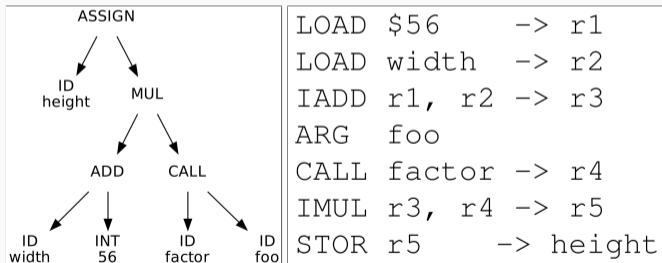 ASSIGN
ID
height
MUL
ADD
CALL
ID
width
INT
56
ID
factor
ID
foo
LOAD $56 -> r1
LOAD width -> r2
IADD r1, r2 -> r3
ARG foo
CALL factor -> r4
IMUL r3, r4 -> r5
STOR r5 -> height